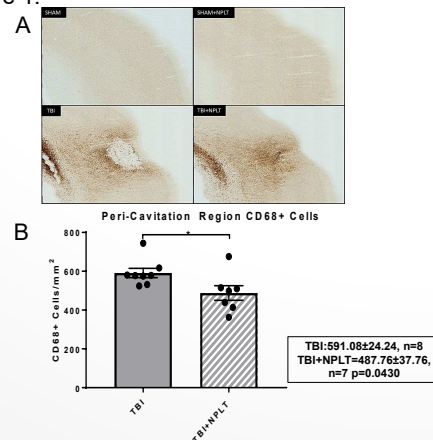 A
SHAM
SHAM+NPLT
TBI
TBI+NPLT
Peri-Cavitation Region CD68+ Cells
B
*
CD68+ Cells/mm²
800
600
400
200
0
TBI
TBI+NPLT
TBI:591.08±24.24, n=8
TBI+NPLT=487.76±37.76,
n=7 p=0.0430